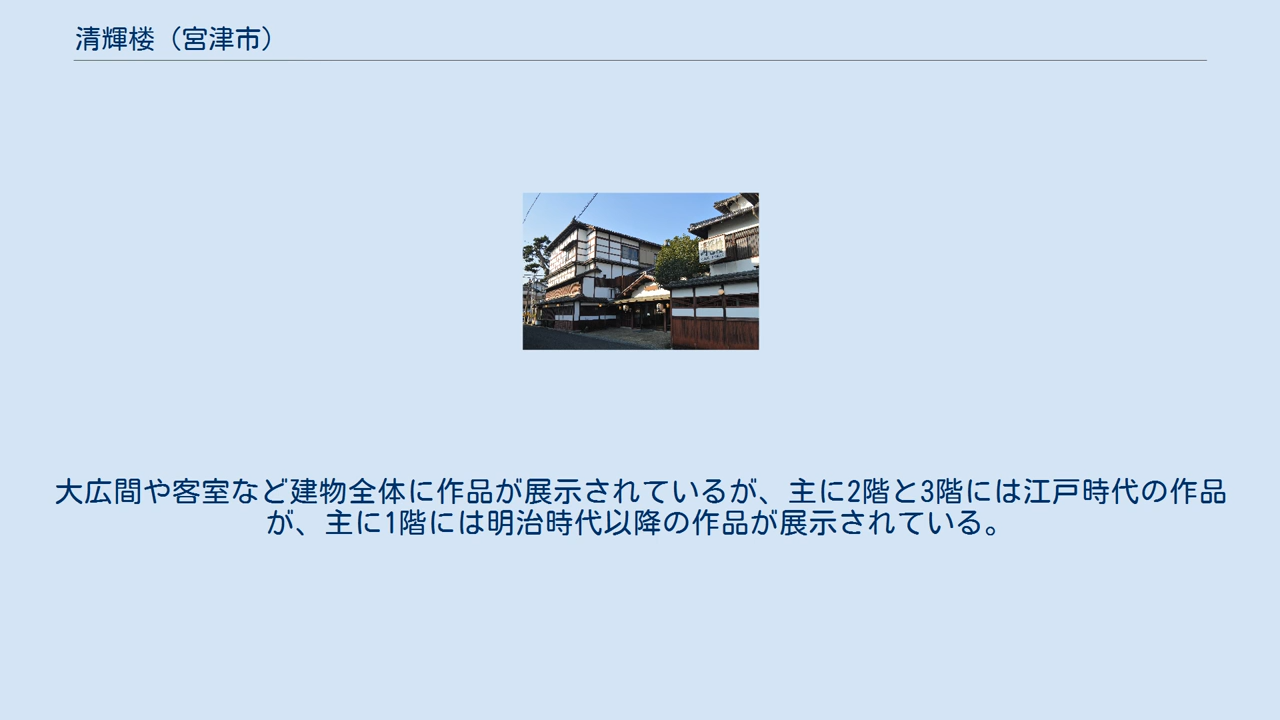 清輝楼（宮津市）
大広間や客室など建物全体に作品が展示されているが、主に2階と3階には江戸時代の作品
が、主に1階には明治時代以降の作品が展示されている。